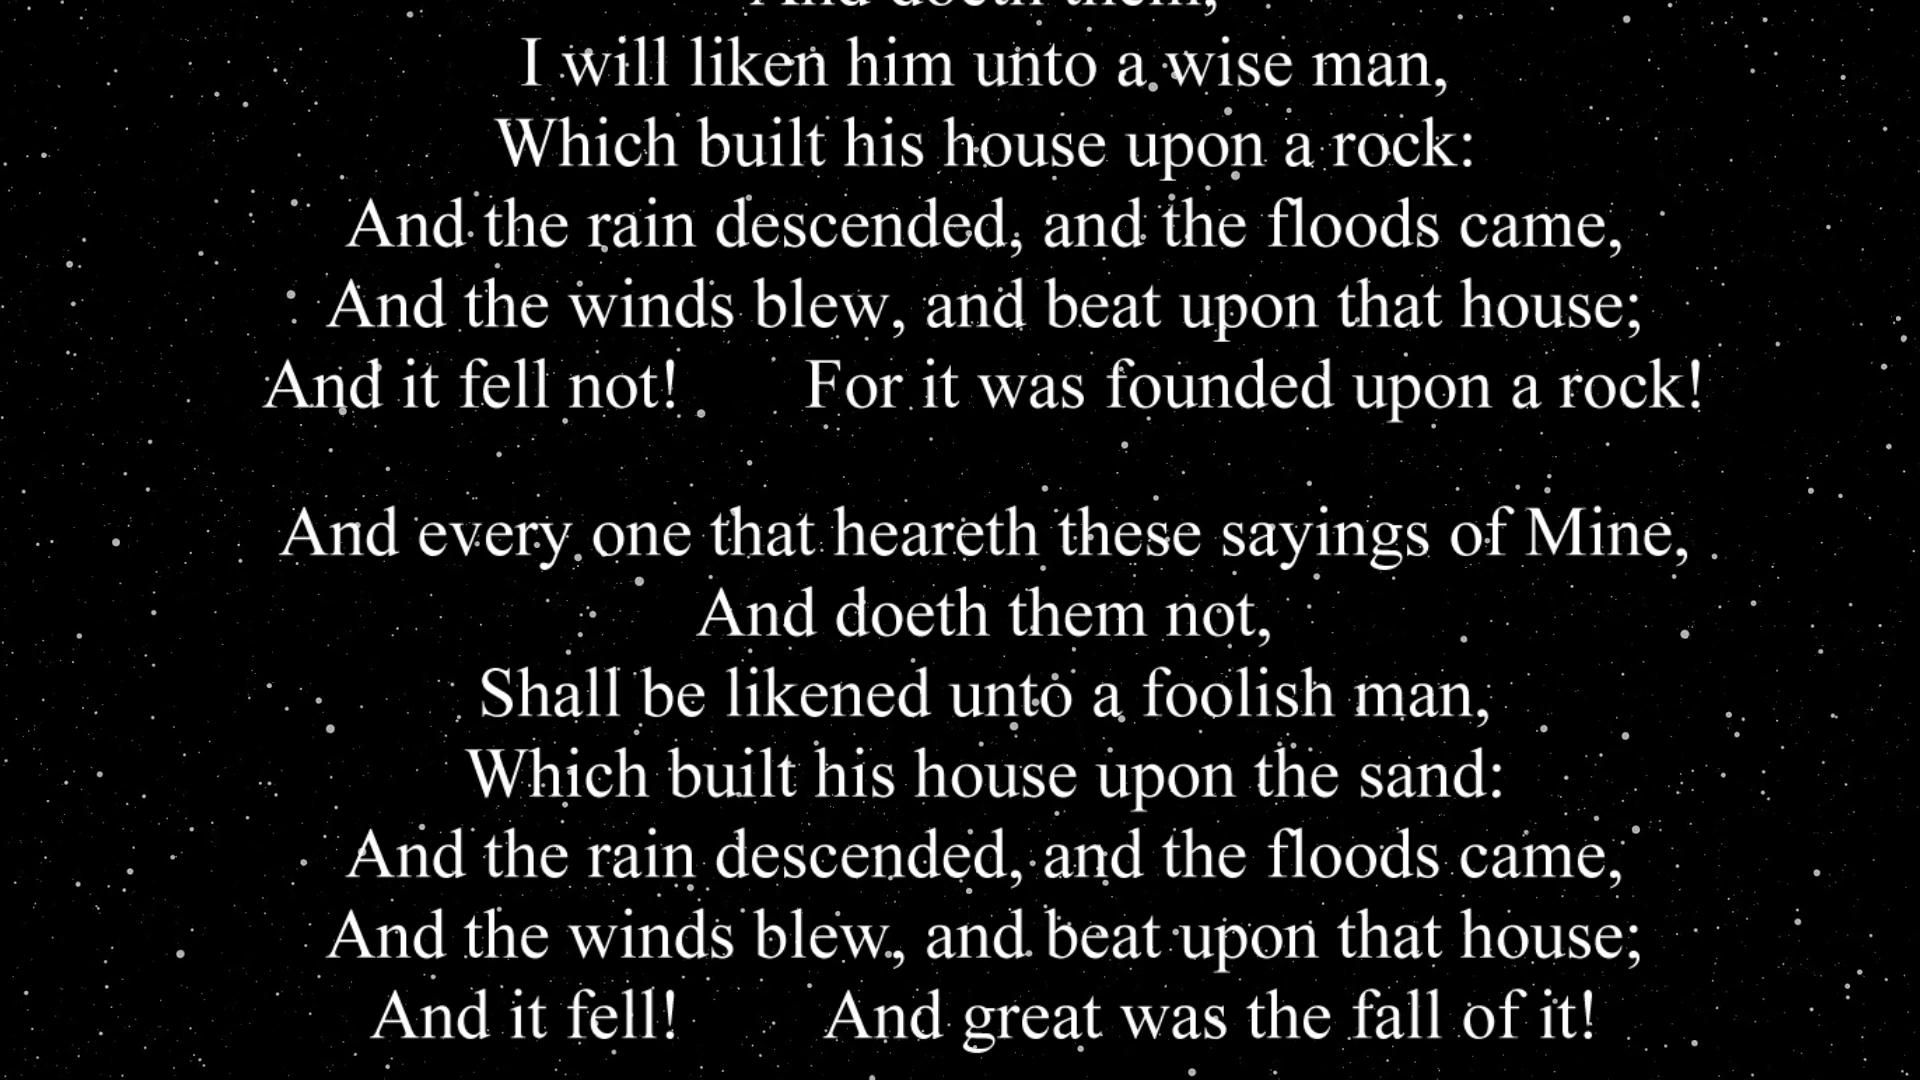 And doeth them,
I will liken him unto a wise man,
Which built his house upon a rock:
And the rain descended, and the floods came,
And the winds blew, and beat upon that house;
And it fell not! For it was founded upon a rock!
And every one that heareth these sayings of Mine,
And doeth them not,
Shall be likened unto a foolish man,
Which built his house upon the sand:
And the rain descended, and the floods came,
And the winds blew, and beat upon that house;
And it fell! And great was the fall of it!